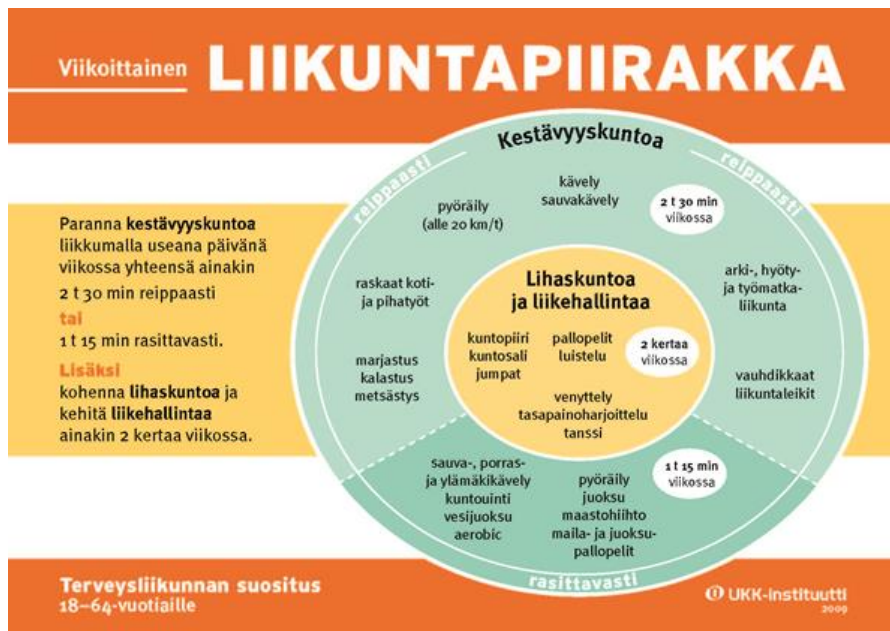 Viikoittainen LIIKUNTAPIIRAKKA
Paranna kestävyyskuntoa
liikkumalla useana päivänä
viikossa yhteensä ainakin
2 t 30 min reippaasti
tai
1 t 15 min rasittavasti.
Lisäksi
kohenna lihaskuntoa ja
kehitä liikehallintaa
ainakin 2 kertaa viikossa.
Kestävyyskuntoa
reippaasti
reippaasti
kävely
sauvakävely
2 t 30 min
viikossa
pyöräily
(alle 20 km/t)
raskaat koti-
ja pihatyöt
marjastus
kalastus
metsästys
arki-, hyöty-
ja työmatka-
liikunta
vauhdikkaat
liikuntaleikit
Lihaskuntoa
ja liikehallintaa
kuntopiiri
kuntosali
jumpat
pallopelit
luistelu
2 kertaa
viikossa
venyttely
tasapainoharjoittelu
tanssi
sauva-, porras-
ja ylämäkikävely
kuntouinti
vesijuoksu
aerobic
pyöräily
juoksu
maastohiihto
maila- ja juoksu-
pallopelit
1 t 15 min
viikossa
rasittavasti
Terveysliikunnan suositus
18–64-vuotiaille
UKK-instituutti
2009